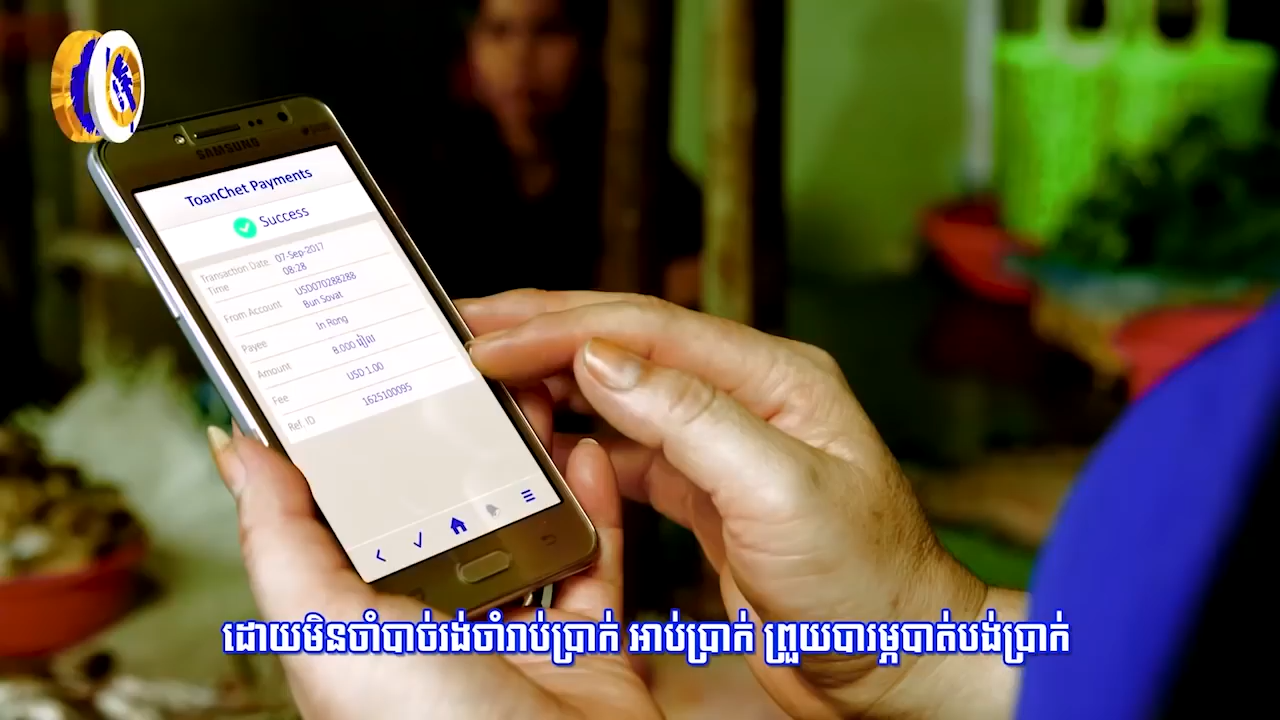 SAMSUNG
ToanChet Payments
Success
Transaction Date 07-Sep-2017
Time 08:28
From Account USD070288288
Bun Sovat
Payee In Rong
Amount 8.000 រៀល
Fee USD 1.00
Ref. ID 1625100095
ដោយមិនចាំបាច់រង់ចាំរាប់ប្រាក់ អាប់ប្រាក់ ព្រួយបារម្ភបាត់បង់ប្រាក់